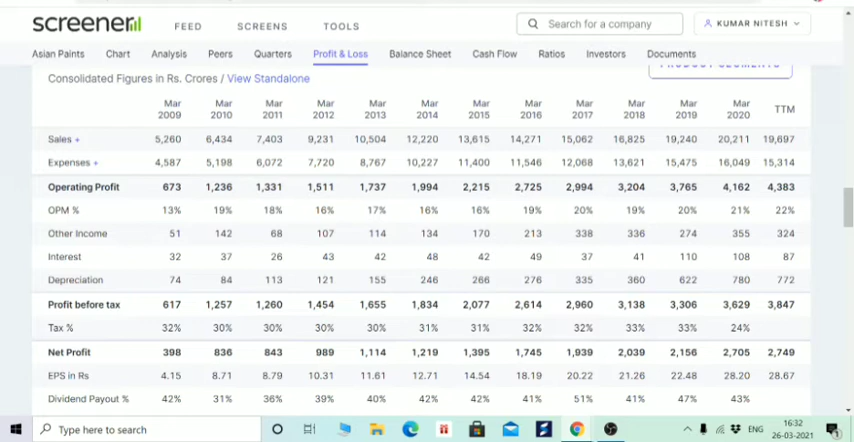 screener
FEED
SCREENS
TOOLS
Search for a company
KUMAR NITESH
Asian Paints Chart Analysis Peers Quarters Profit & Loss Balance Sheet Cash Flow Ratios Investors Documents
PRODUCT SEGMENTS
Consolidated Figures in Rs. Crores / View Standalone
Mar 2009 Mar 2010 Mar 2011 Mar 2012 Mar 2013 Mar 2014 Mar 2015 Mar 2016 Mar 2017 Mar 2018 Mar 2019 Mar 2020 TTM
Sales + 5,260 6,434 7,403 9,231 10,504 12,220 13,615 14,271 15,062 16,825 19,240 20,211 19,697
Expenses + 4,587 5,198 6,072 7,720 8,767 10,227 11,400 11,546 12,068 13,621 15,475 16,049 15,314
Operating Profit 673 1,236 1,331 1,511 1,737 1,994 2,215 2,725 2,994 3,204 3,765 4,162 4,383
OPM % 13% 19% 18% 16% 17% 16% 16% 19% 20% 19% 20% 21% 22%
Other Income 51 142 68 107 114 134 170 213 338 336 274 355 324
Interest 32 37 26 43 42 48 42 49 37 41 110 108 87
Depreciation 74 84 113 121 155 246 266 276 335 360 622 780 772
Profit before tax 617 1,257 1,260 1,454 1,655 1,834 2,077 2,614 2,960 3,138 3,306 3,629 3,847
Tax % 32% 30% 30% 30% 30% 31% 31% 32% 32% 33% 33% 24%
Net Profit 398 836 843 989 1,114 1,219 1,395 1,745 1,939 2,039 2,156 2,705 2,749
EPS in Rs 4.15 8.71 8.79 10.31 11.61 12.71 14.54 18.19 20.22 21.26 22.48 28.20 28.67
Dividend Payout % 42% 31% 36% 39% 40% 42% 42% 41% 51% 41% 47% 43%
Type here to search
ENG
16:32
26-03-2021